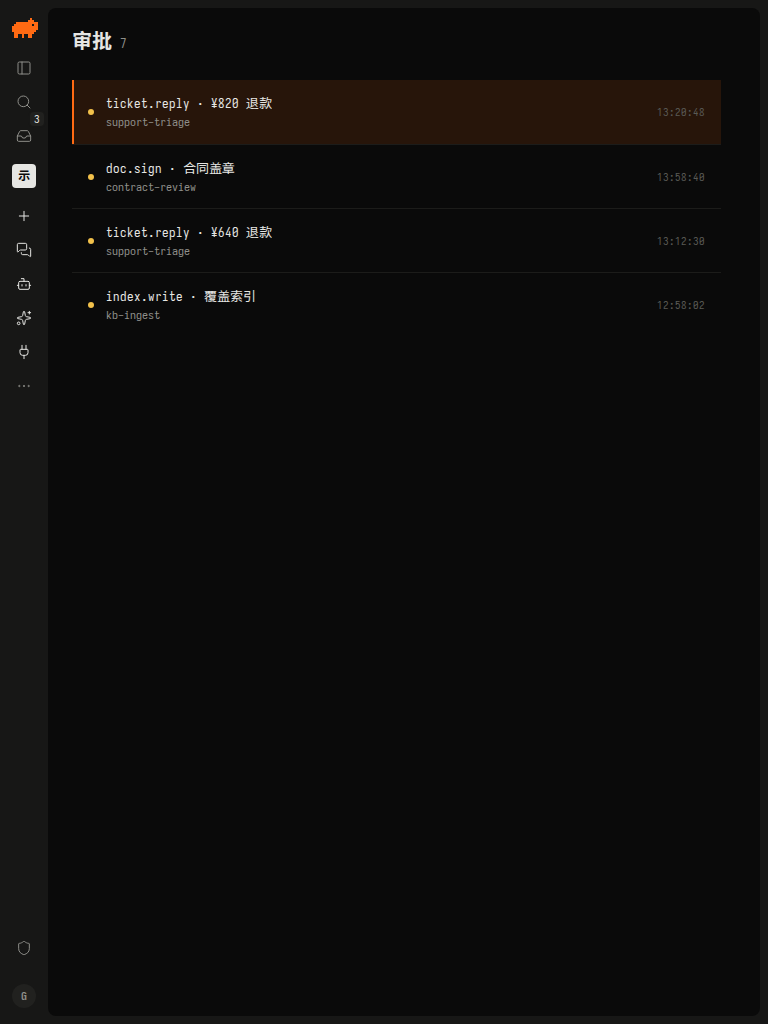 审批 7
3
示
ticket.reply · ¥820 退款
support-triage
13:20:48
doc.sign · 合同盖章
contract-review
13:58:40
ticket.reply · ¥640 退款
support-triage
13:12:30
index.write · 覆盖索引
kb-ingest
12:58:02
G